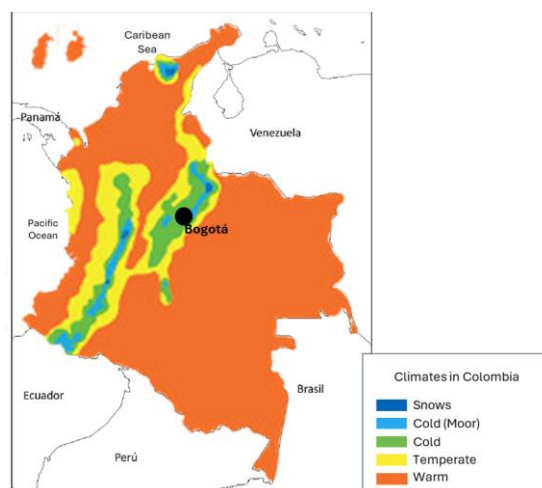 Caribean
Sea
Panamá
Venezuela
Pacific
Ocean
Bogotá
Ecuador
Brasil
Perú
Climates in Colombia
Snows
Cold (Moor)
Cold
Temperate
Warm